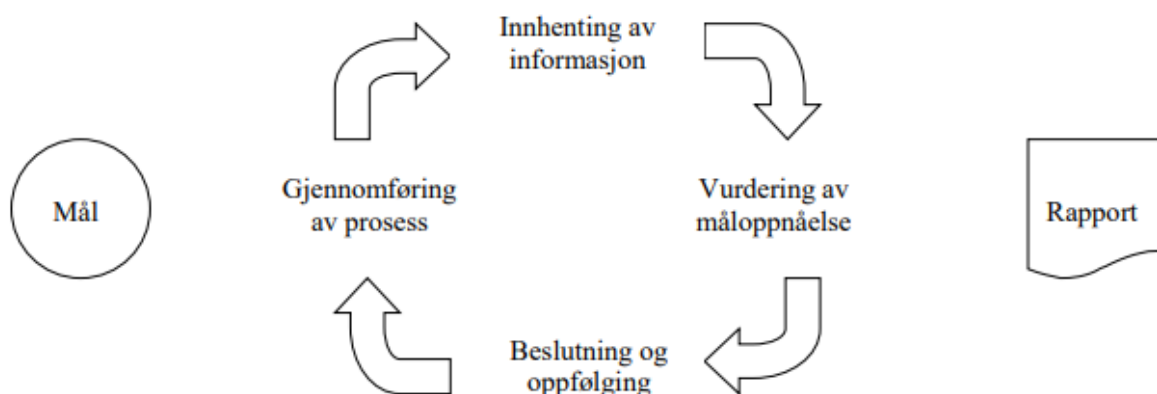 Innhenting av
informasjon
Mål
Gjennomføring
av prosess
Vurdering av
måloppnåelse
Rapport
Beslutning og
oppfølging